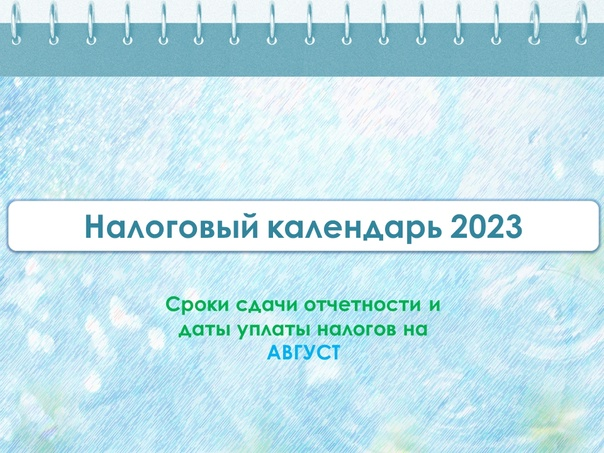 Налоговый календарь 2023
Сроки сдачи отчетности и
даты уплаты налогов на
АВГУСТ